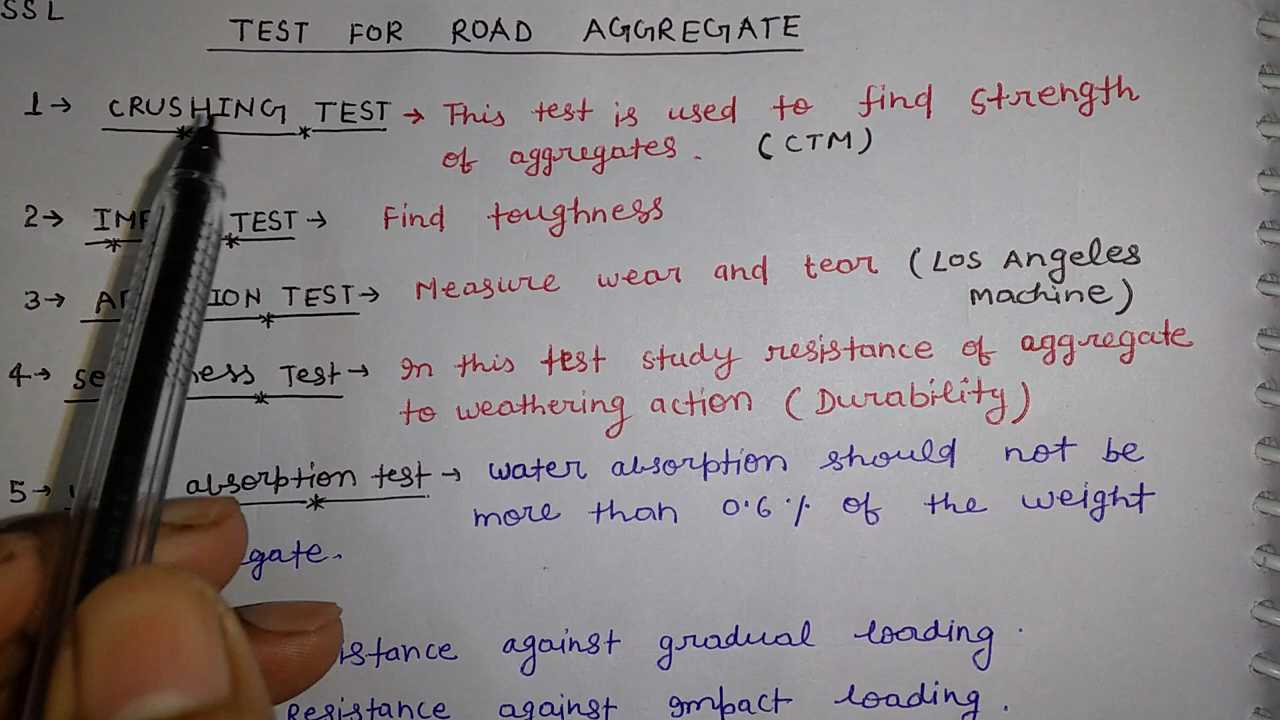 SSL
TEST FOR ROAD AGGREGATE
1→ CRUSHING TEST → This test is used to find strength
of aggregates. (CTM)
2→ TEST → Find toughness
3→ TEST → Measure wear and tear (Los Angeles
machine)
4→ Test → In this test study resistance of aggregate
to weathering action (Durability)
5→ absorption test → water absorption should not be
more than 0.6% of the weight
gate.
istance against gradual loading.
Resistance against impact loading.